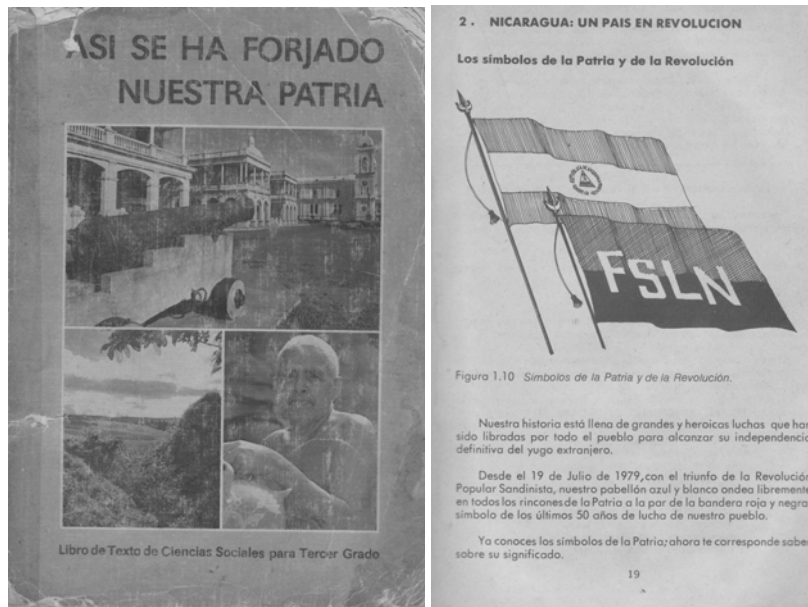 ASI SE HA FORJADO
NUESTRA PATRIA
Libro de Texto de Ciencias Sociales para Tercer Grado
2. NICARAGUA: UN PAIS EN REVOLUCION
Los símbolos de la Patria y de la Revolución
FSLN
Figura 1.10 Símbolos de la Patria y de la Revolución.
Nuestra historia está llena de grandes y heroicas luchas que han
sido libradas por todo el pueblo para alcanzar su independencia
definitiva del yugo extranjero.
Desde el 19 de Julio de 1979, con el triunfo de la Revolución
Popular Sandinista, nuestro pabellón azul y blanco ondea libremente
en todos los rincones de la Patria a la par de la bandera roja y negra,
símbolo de los últimos 50 años de lucha de nuestro pueblo.
Ya conoces los símbolos de la Patria; ahora te corresponde saber
sobre su significado.
19